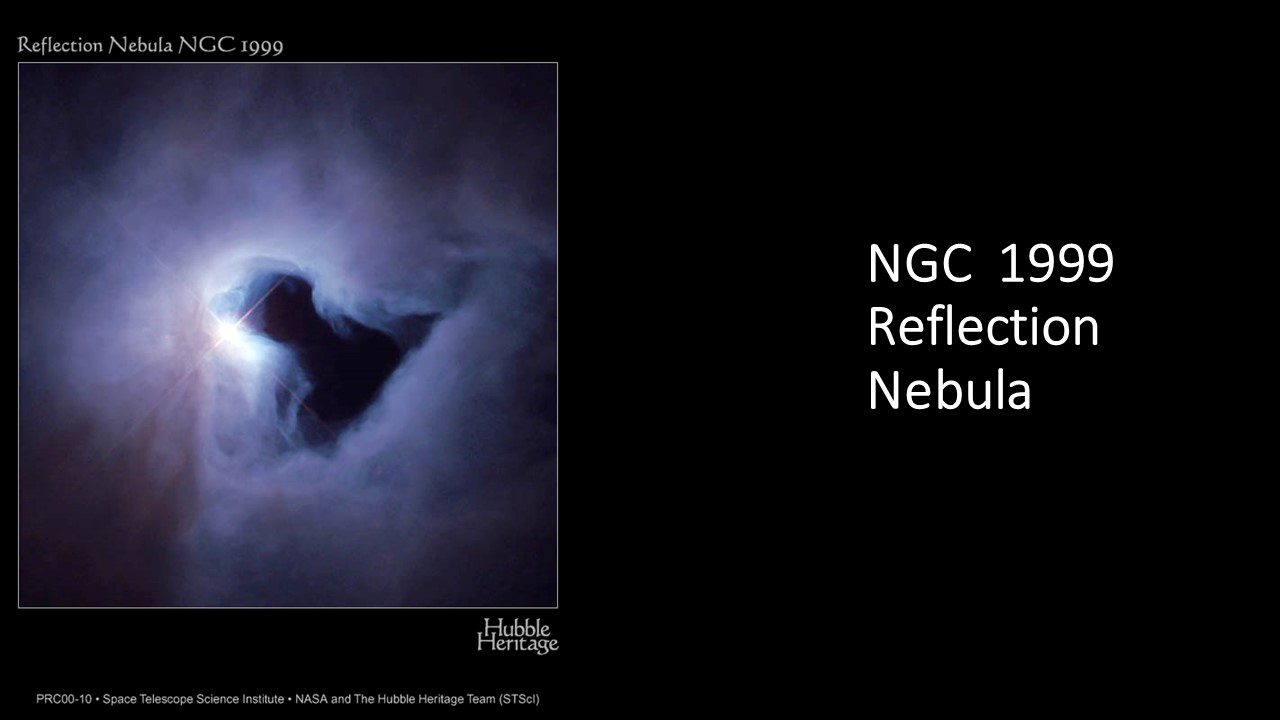 Reflection Nebula NGC 1999
NGC 1999
Reflection
Nebula
Hubble
Heritage
PRC00-10 • Space Telescope Science Institute • NASA and The Hubble Heritage Team (STScI)